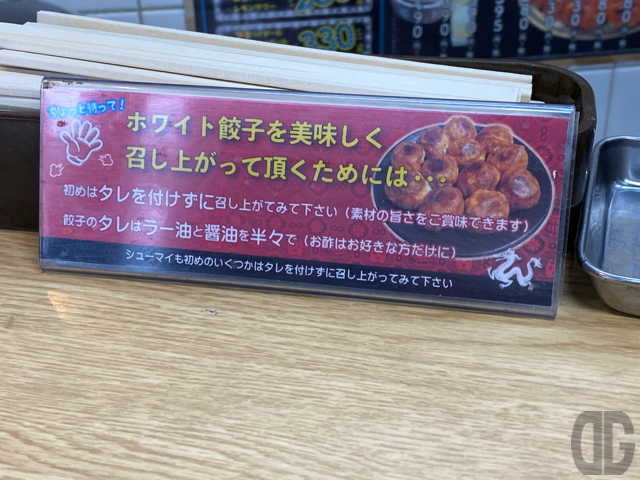 ちょっと待って!
ホワイト餃子を美味しく
召し上がって頂くためには・・・
初めはタレを付けずに召し上がてみて下さい(素材の旨さをご賞味できます)
餃子のタレはラー油と醤油を半々で(お酢はお好きな方だけに)
シューマイも初めのいくつかはタレを付けずに召し上がってみて下さい
DG